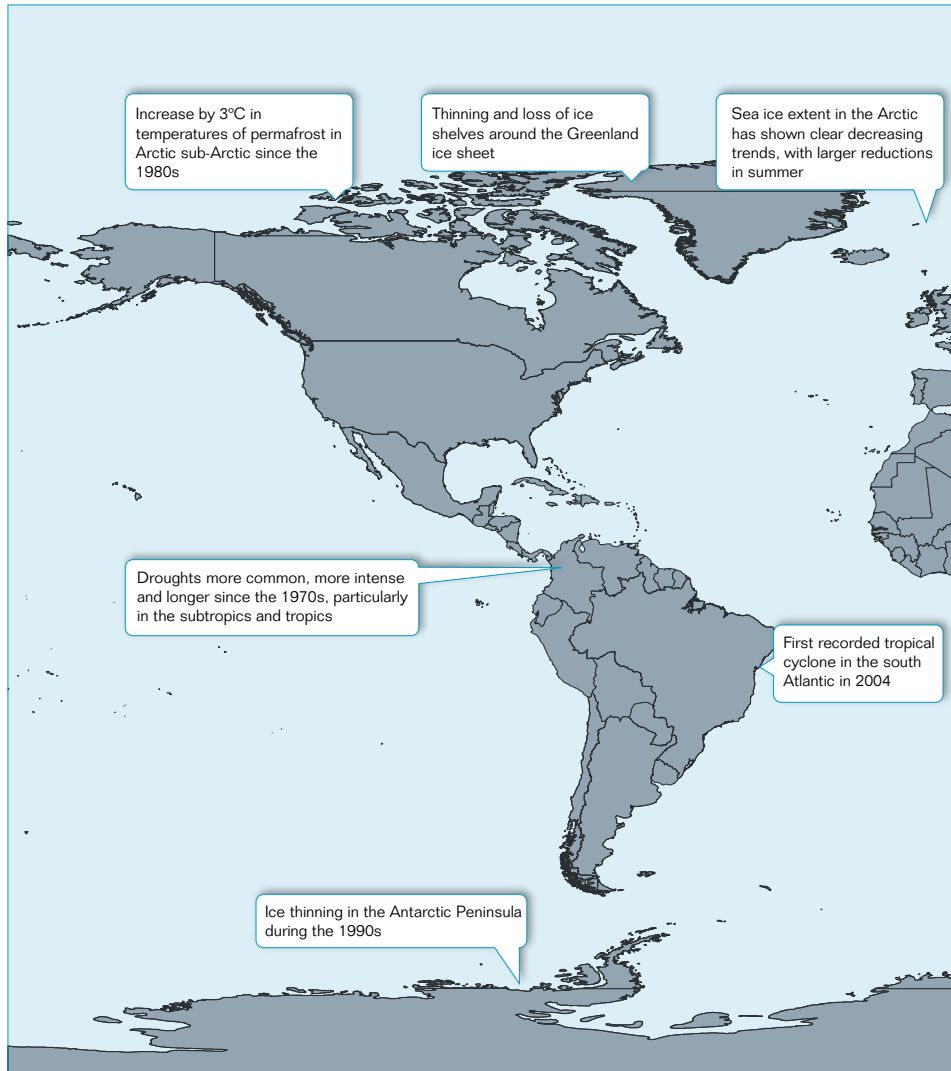 Increase by 3ºC in
temperatures of permafrost in
Arctic sub-Arctic since the
1980s
Thinning and loss of ice
shelves around the Greenland
ice sheet
Sea ice extent in the Arctic
has shown clear decreasing
trends, with larger reductions
in summer
Droughts more common, more intense
and longer since the 1970s, particularly
in the subtropics and tropics
First recorded tropical
cyclone in the south
Atlantic in 2004
Ice thinning in the Antarctic Peninsula
during the 1990s